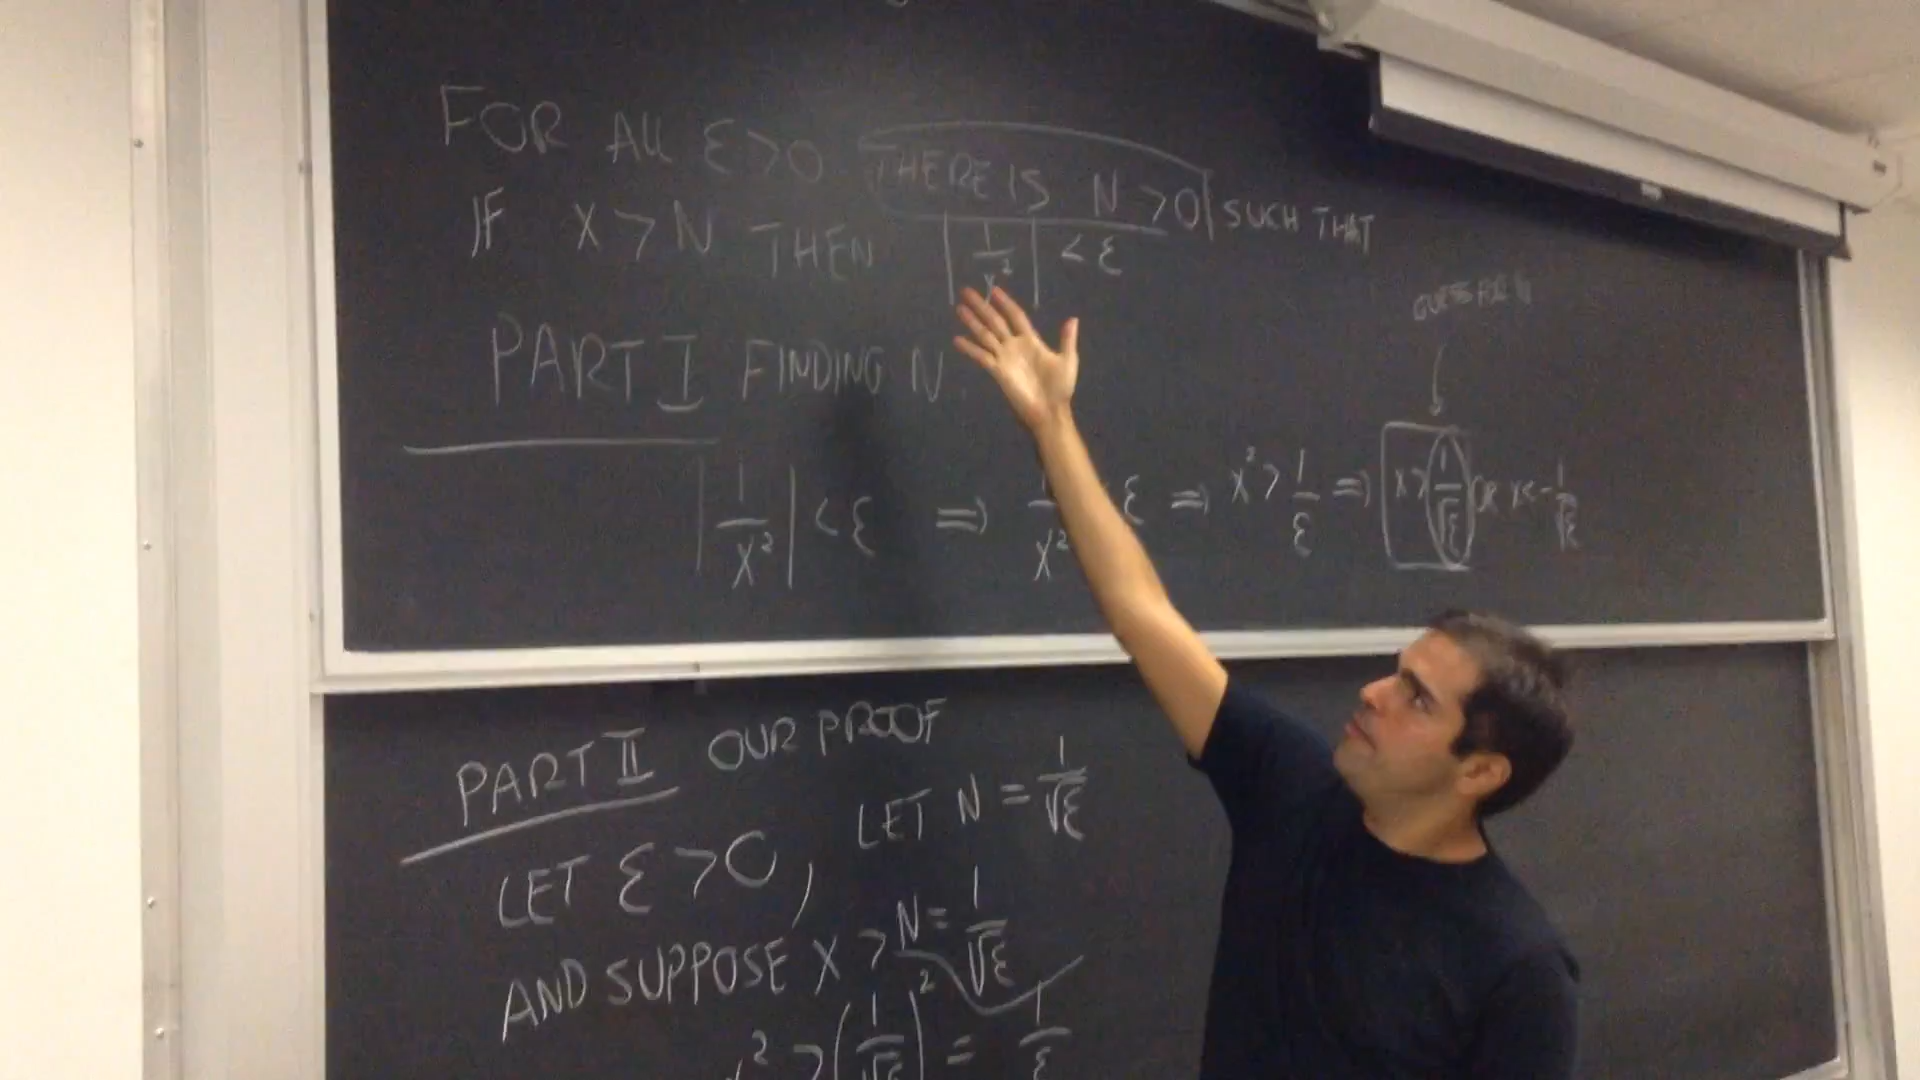 FOR ALL ε>0 THERE IS N>0 SUCH THAT
IF X>N THEN |1/x²| < ε
PART I FINDING N
|1/x²| < ε ⇒ 1/x² < ε ⇒ x² > 1/ε ⇒ x > 1/√ε OR x < -1/√ε
PART II OUR PROOF
LET ε>0, LET N = 1/√ε
AND SUPPOSE X > N = 1/√ε
x² > (1/√ε)² = 1/ε